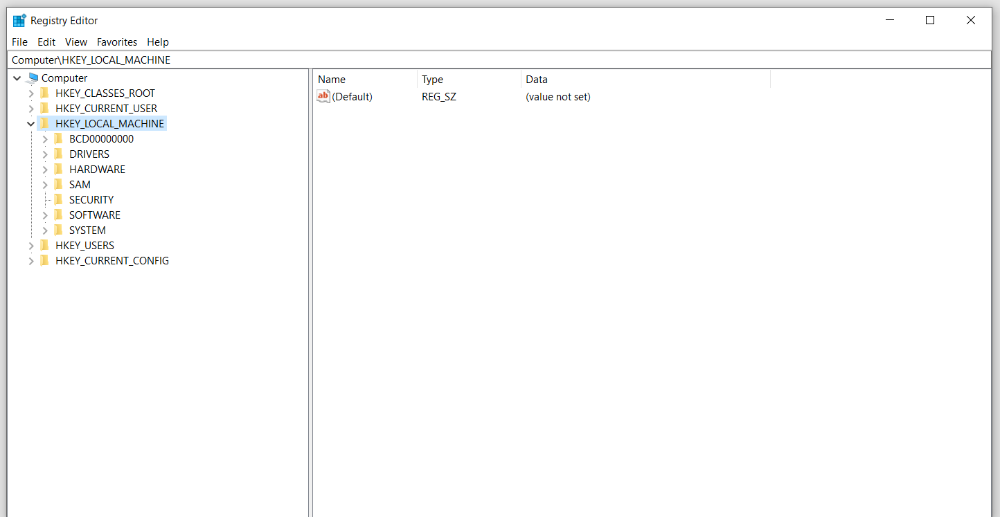 Registry Editor
File Edit View Favorites Help
Computer\HKEY_LOCAL_MACHINE
Computer
HKEY_CLASSES_ROOT
HKEY_CURRENT_USER
HKEY_LOCAL_MACHINE
BCD00000000
DRIVERS
HARDWARE
SAM
SECURITY
SOFTWARE
SYSTEM
HKEY_USERS
HKEY_CURRENT_CONFIG
Name Type Data
ab (Default) REG_SZ (value not set)